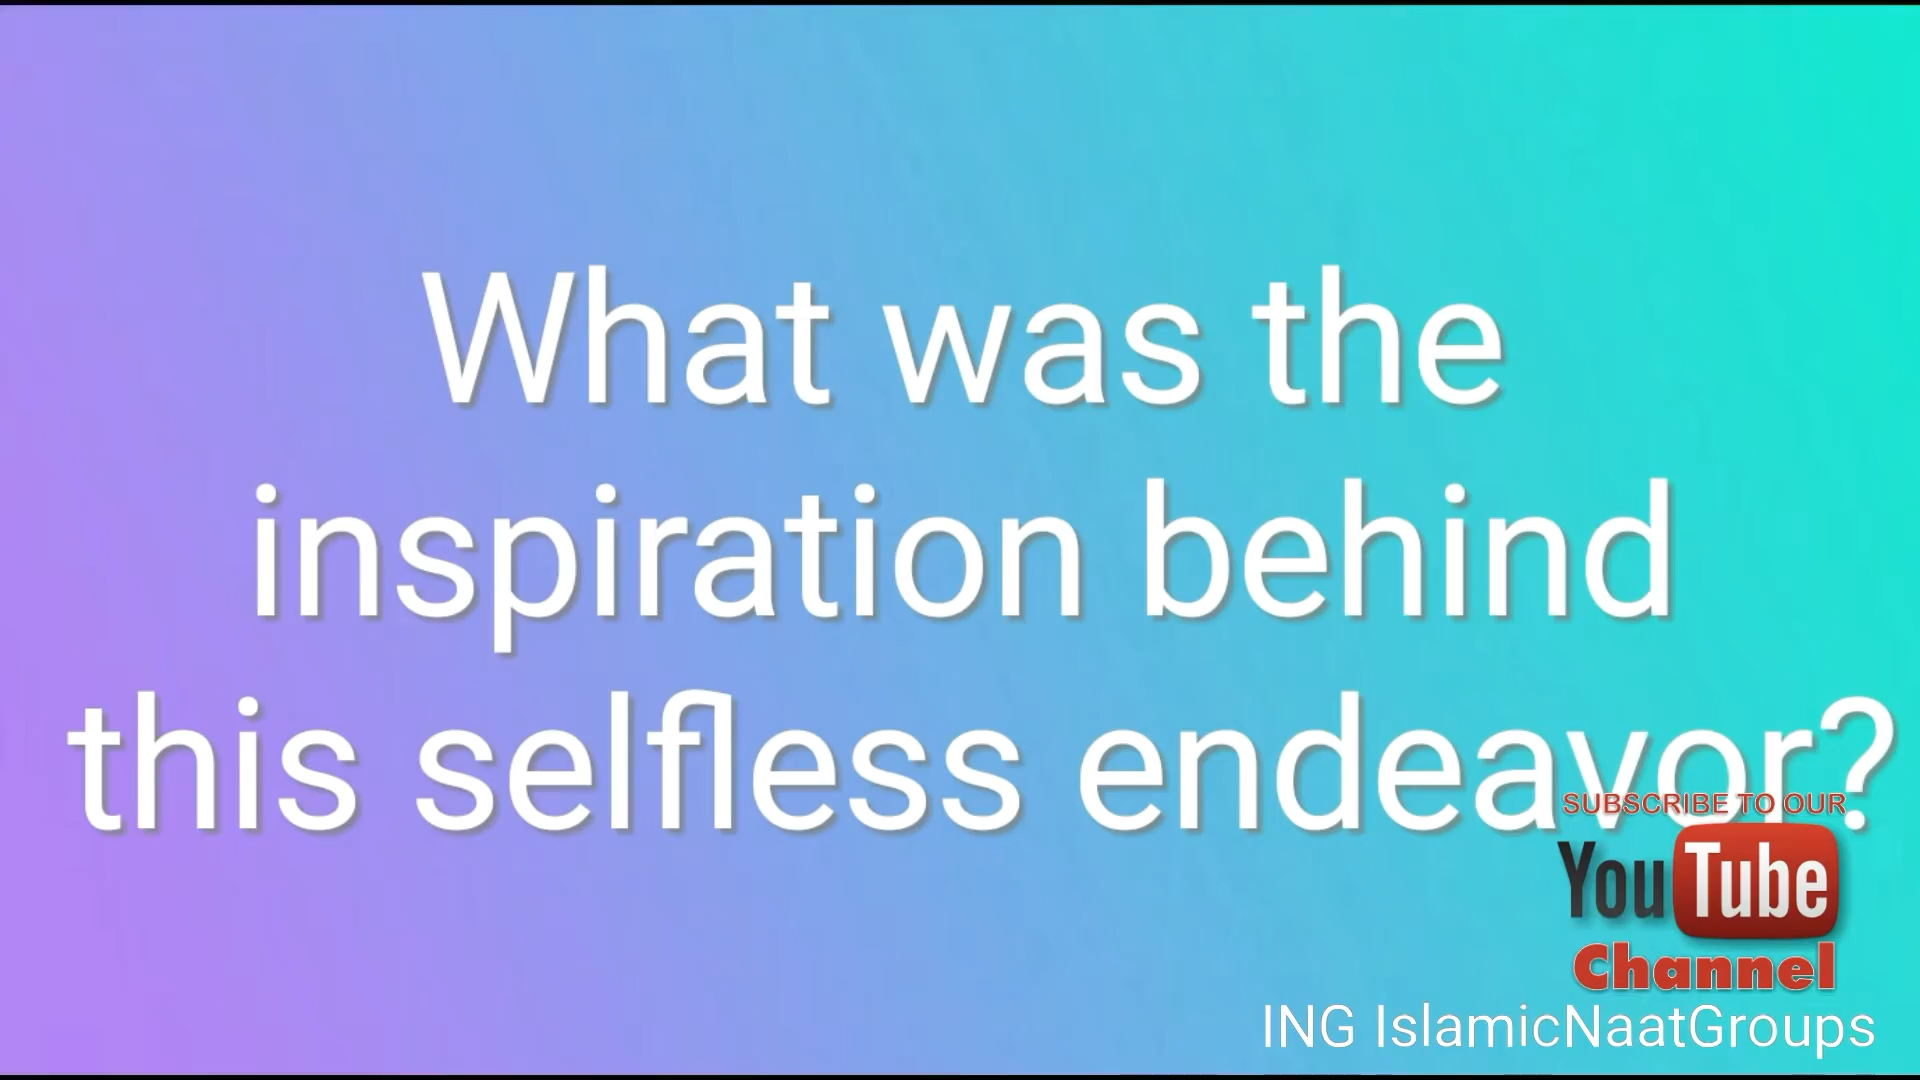 What was the
inspiration behind
this selfless endeavor?
SUBSCRIBE TO OUR
YouTube
Channel
ING IslamicNaatGroups